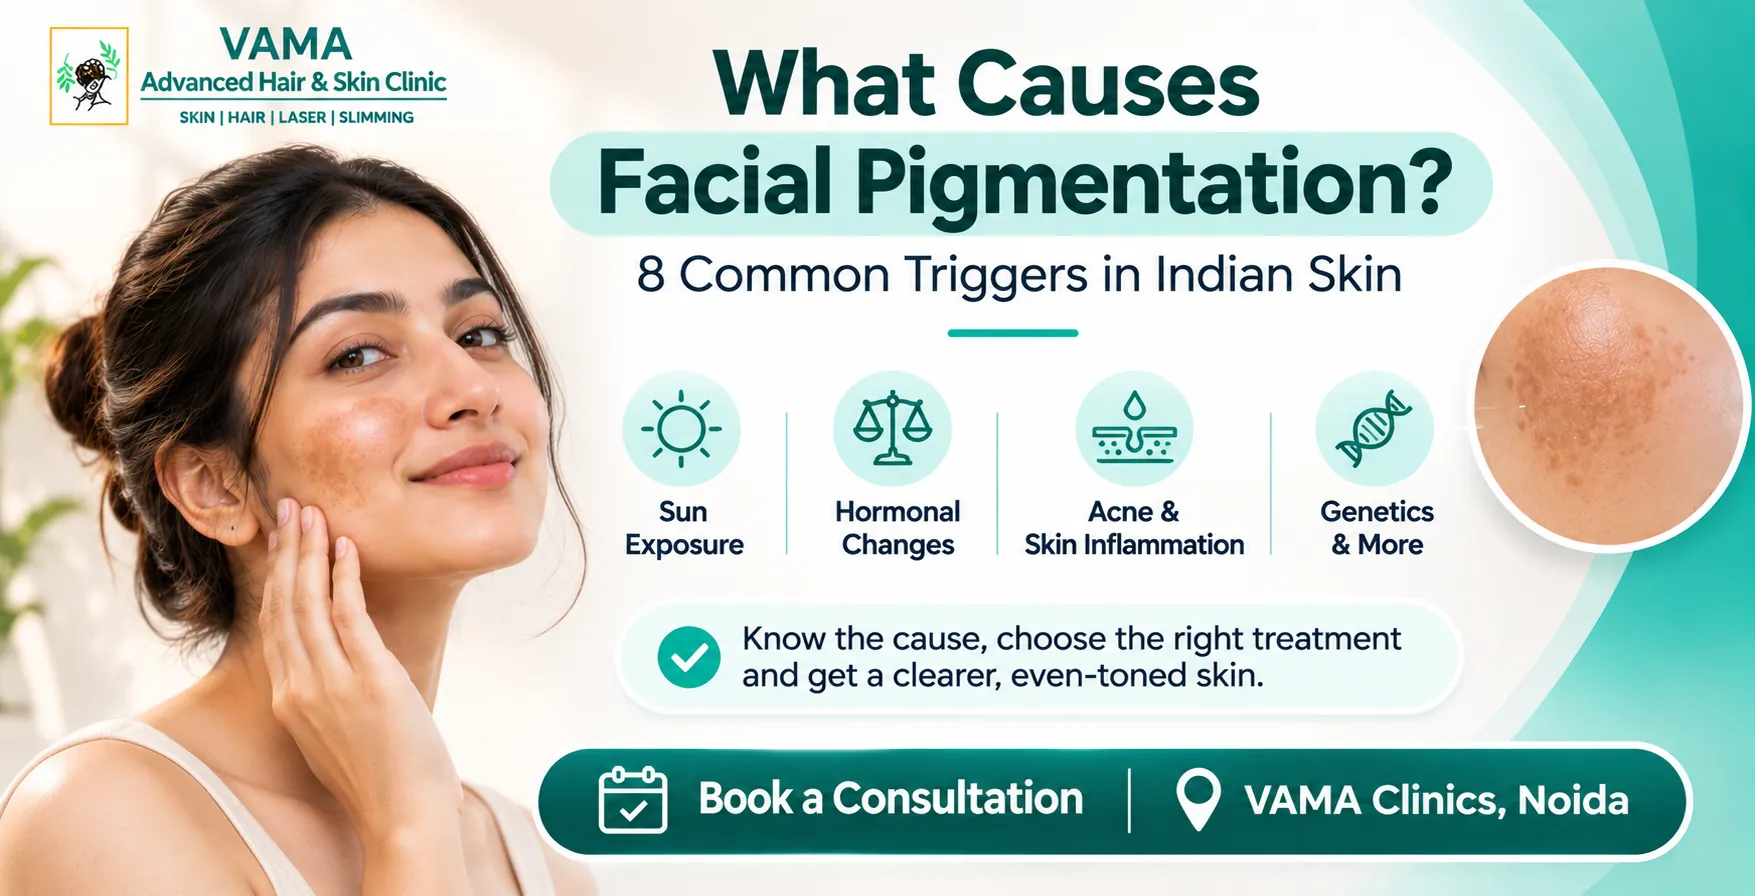 VAMA
Advanced Hair & Skin Clinic
SKIN | HAIR | LASER | SLIMMING
What Causes
Facial Pigmentation?
8 Common Triggers in Indian Skin
Sun
Exposure
Hormonal
Changes
Acne &
Skin Inflammation
Genetics
& More
Know the cause, choose the right treatment
and get a clearer, even-toned skin.
Book a Consultation
VAMA Clinics, Noida